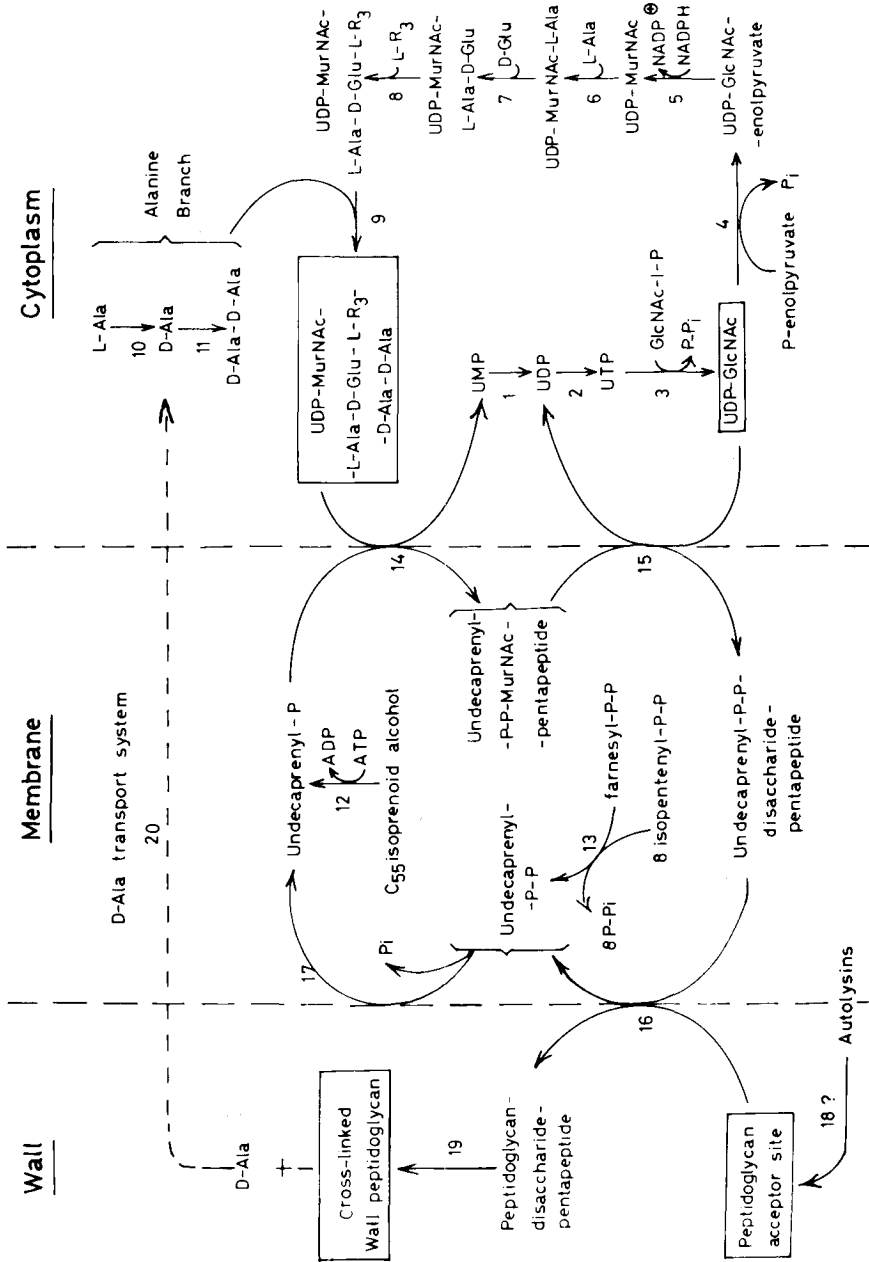 Wall
Membrane
Cytoplasm
D-Ala transport system
20
D-Ala
+
Cross-linked
Wall peptidoglycan
19
Peptidoglycan-
disaccharide-
pentapeptide
Peptidoglycan
acceptor site
18?
Autolysins
16
17
Pi
Undecaprenyl-P
12
ADP
ATP
C55 isoprenoid alcohol
Undecaprenyl-
-P-P
13
8P-Pi
farnesyl-P-P
8 isopentenyl-P-P
Undecaprenyl-
-P-P-MurNAc-
-pentapeptide
Undecaprenyl-P-P-
disaccharide-
pentapeptide
14
15
L-Ala
10
D-Ala
11
D-Ala-D-Ala
Alanine
Branch
9
UDP-MurNAc-
-L-Ala-D-Glu-L-R3-
-D-Ala-D-Ala
UMP
1
UDP
2
UTP
3
GlcNAc-1-P
P-Pi
UDP-GlcNAc
4
P-enolpyruvate
Pi
UDP-MurNAc-
L-Ala-D-Glu-L-R3
8
L-R3
UDP-MurNAc-
L-Ala-D-Glu
7
D-Glu
UDP-MurNAc-L-Ala
6
L-Ala
UDP-MurNAc
5
NADP⊕
NADPH
UDP-GlcNAc-
-enolpyruvate